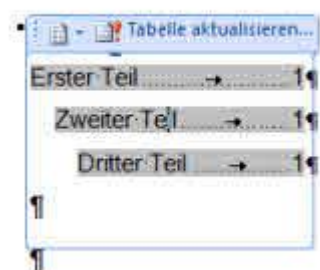 Tabelle aktualisieren...
Erster·Teil.............→............1¶
Zweiter·Teil.........→.........1¶
Dritter·Teil........→........1¶
¶
¶